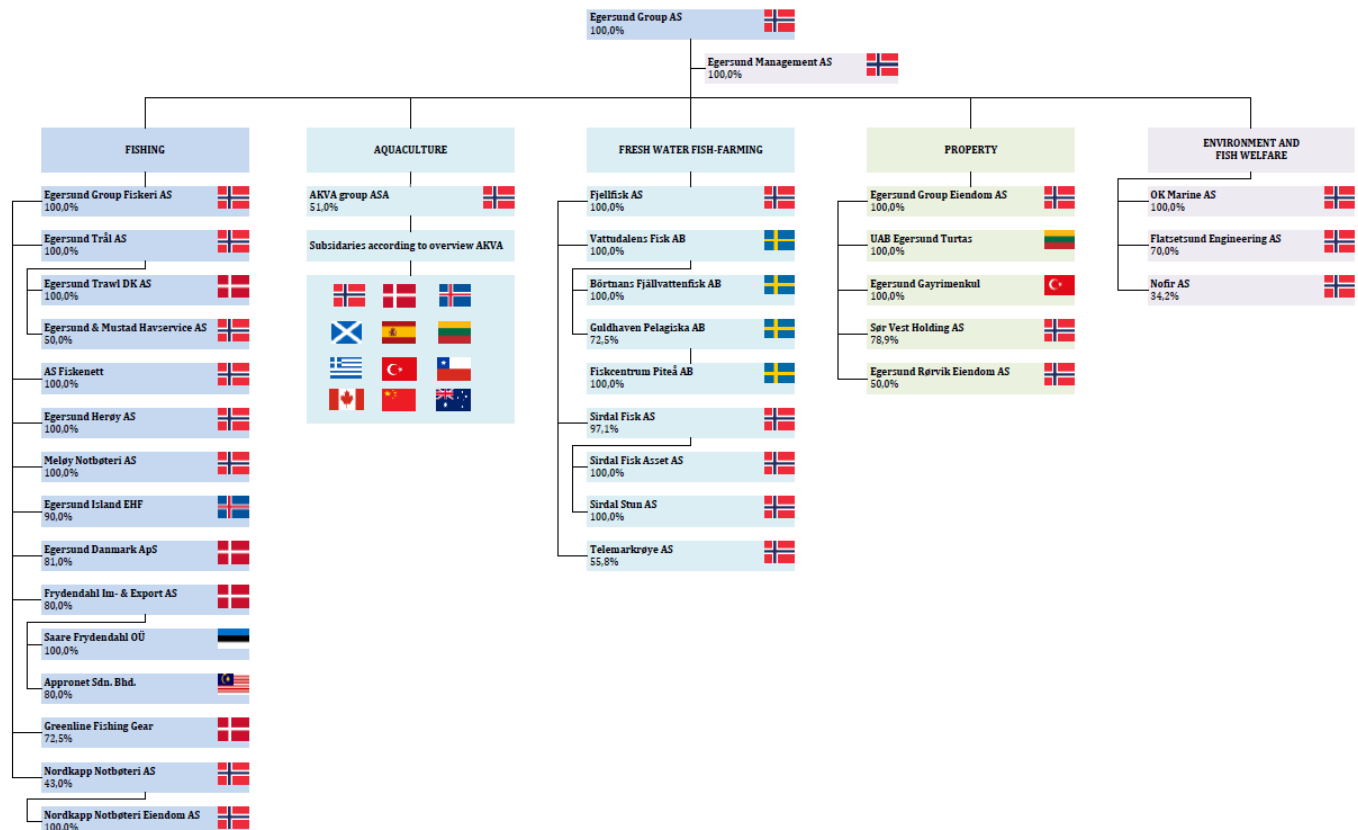 Egersund Group AS
100,0%
Egersund Management AS
100,0%
FISHING
Egersund Group Fiskeri AS
100,0%
Egersund Trål AS
100,0%
Egersund Trawl DK AS
100,0%
Egersund & Mustad Havservice AS
50,0%
AS Fiskenett
100,0%
Egersund Herøy AS
100,0%
Meløy Notbøteri AS
100,0%
Egersund Island EHF
90,0%
Egersund Danmark ApS
81,0%
Frydendahl Im- & Export AS
80,0%
Saare Frydendahl OÜ
100,0%
Appronet Sdn. Bhd.
80,0%
Greenline Fishing Gear
72,5%
Nordkapp Notbøteri AS
43,0%
Nordkapp Notbøteri Eiendom AS
100,0%
AQUACULTURE
AKVA group ASA
51,0%
Subsidaries according to overview AKVA
FRESH WATER FISH-FARMING
Fjellfisk AS
100,0%
Vattudalens Fisk AB
100,0%
Börtnans Fjällvattenfisk AB
100,0%
Guldhaven Pelagiska AB
72,5%
Fiskcentrum Piteå AB
100,0%
Sirdal Fisk AS
97,1%
Sirdal Fisk Asset AS
100,0%
Sirdal Stun AS
100,0%
Telemarkrøye AS
55,8%
PROPERTY
Egersund Group Eiendom AS
100,0%
UAB Egersund Turtas
100,0%
Egersund Gayrimenkul
100,0%
Sør Vest Holding AS
78,9%
Egersund Rørvik Eiendom AS
50,0%
ENVIRONMENT AND
FISH WELFARE
OK Marine AS
100,0%
Flatsetsund Engineering AS
70,0%
Nofir AS
34,2%